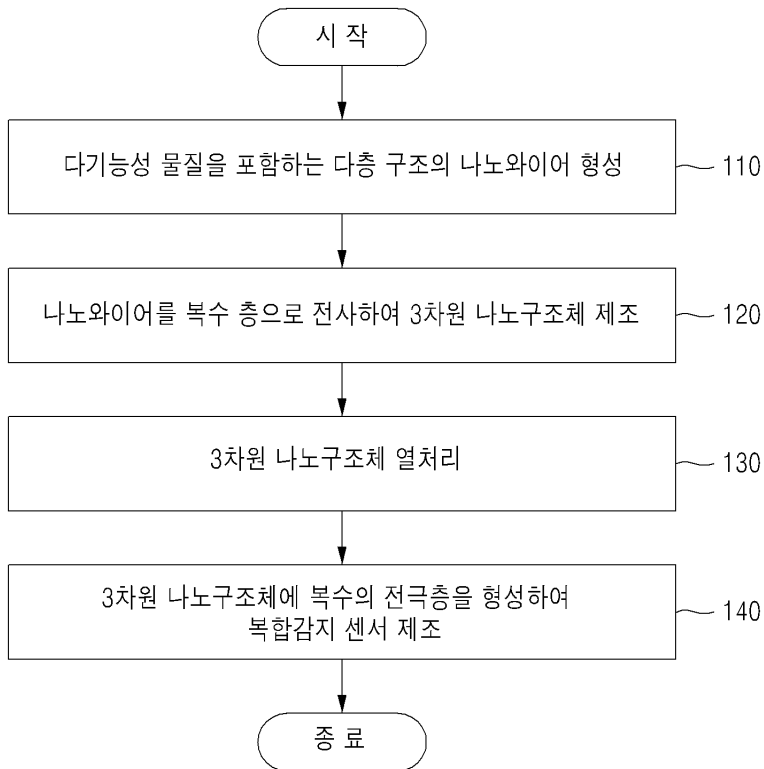 시 작
다기능성 물질을 포함하는 다층 구조의 나노와이어 형성
110
나노와이어를 복수 층으로 전사하여 3차원 나노구조체 제조
120
3차원 나노구조체 열처리
130
3차원 나노구조체에 복수의 전극층을 형성하여
복합감지 센서 제조
140
종 료